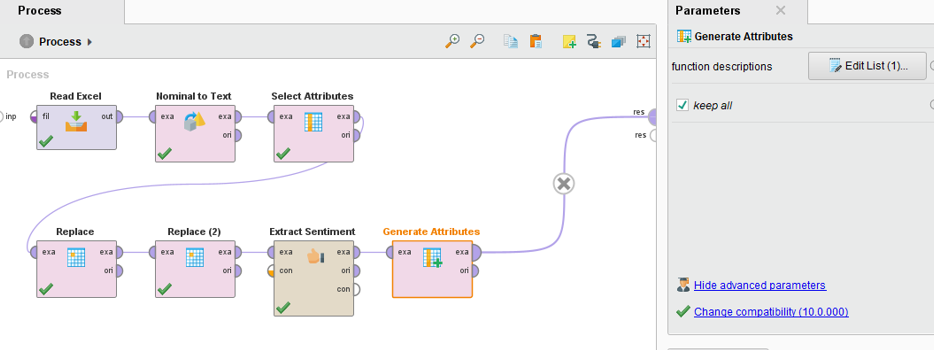 Process
Parameters
Process
Generate Attributes
function descriptions
Edit List (1)...
keep all
Process
Read Excel
Nominal to Text
Select Attributes
inp
fil
out
exa
exa
exa
exa
res
ori
ori
res
Replace
Replace (2)
Extract Sentiment
Generate Attributes
exa
exa
exa
exa
exa
exa
exa
exa
ori
ori
con
ori
ori
con
Hide advanced parameters
Change compatibility (10.0.000)